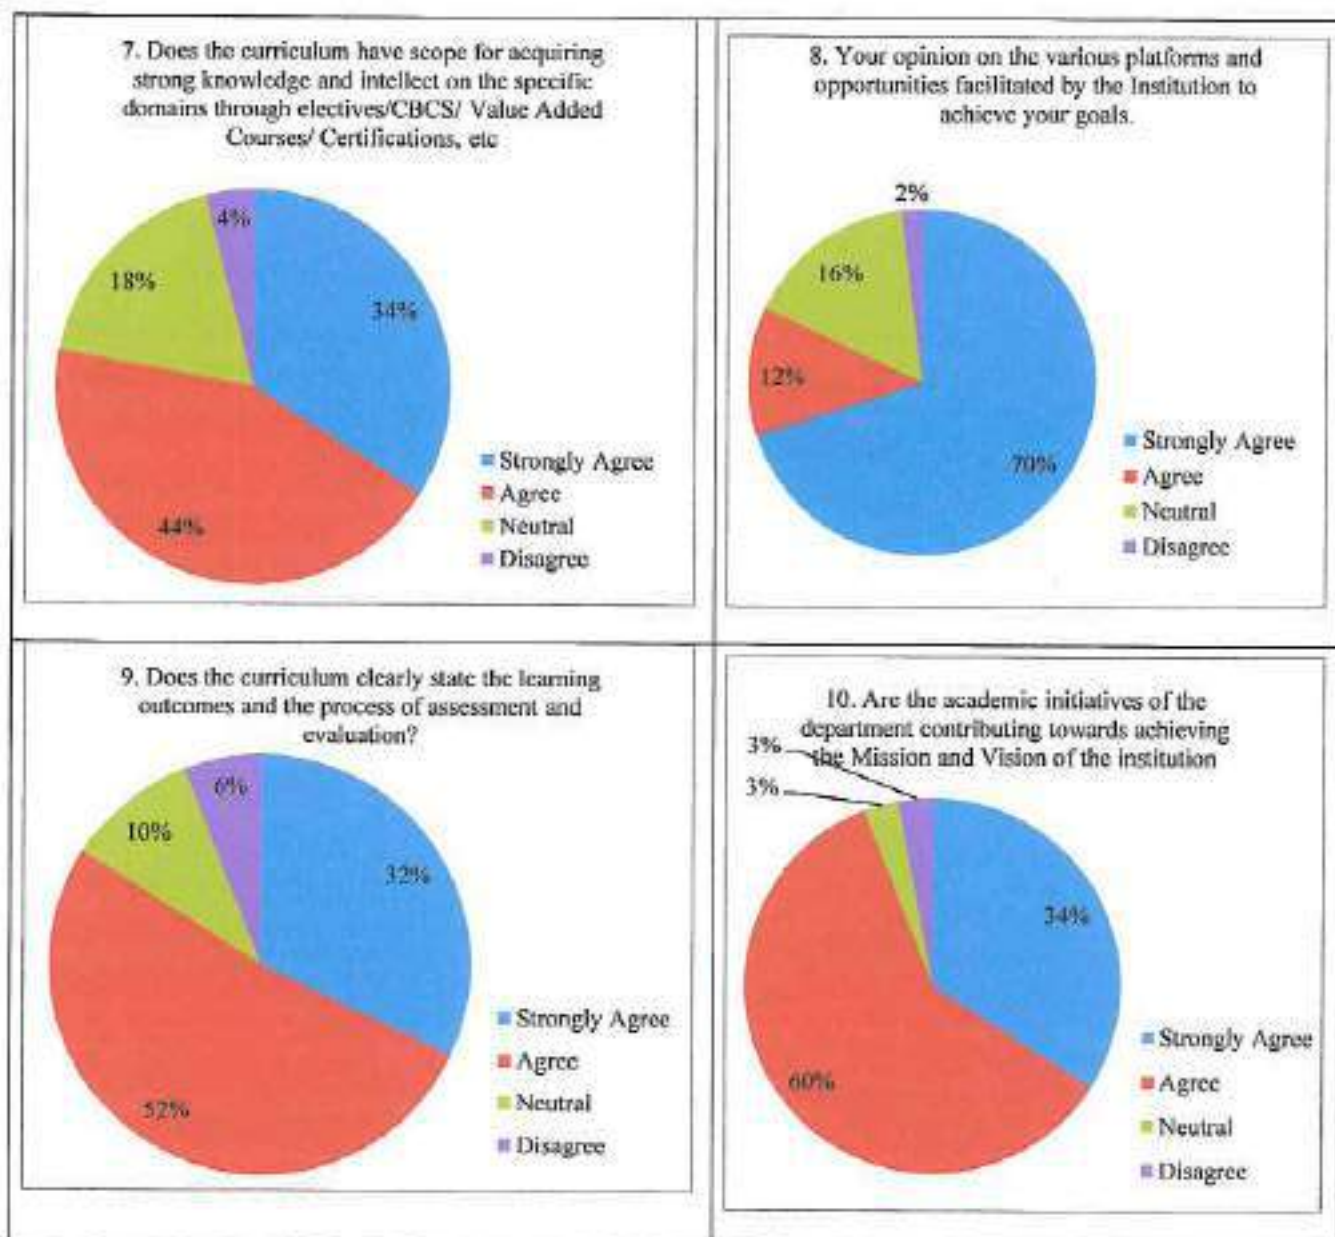 7. Does the curriculum have scope for acquiring
strong knowledge and intellect on the specific
domains through electives/CBCS/ Value Added
Courses/ Certifications, etc
4%
18%
34%
44%
Strongly Agree
Agree
Neutral
Disagree
8. Your opinion on the various platforms and
opportunities facilitated by the Institution to
achieve your goals.
2%
16%
12%
70%
Strongly Agree
Agree
Neutral
Disagree
9. Does the curriculum clearly state the learning
outcomes and the process of assessment and
evaluation?
6%
10%
32%
52%
Strongly Agree
Agree
Neutral
Disagree
10. Are the academic initiatives of the
department contributing towards achieving
the Mission and Vision of the institution
3%
3%
34%
60%
Strongly Agree
Agree
Neutral
Disagree